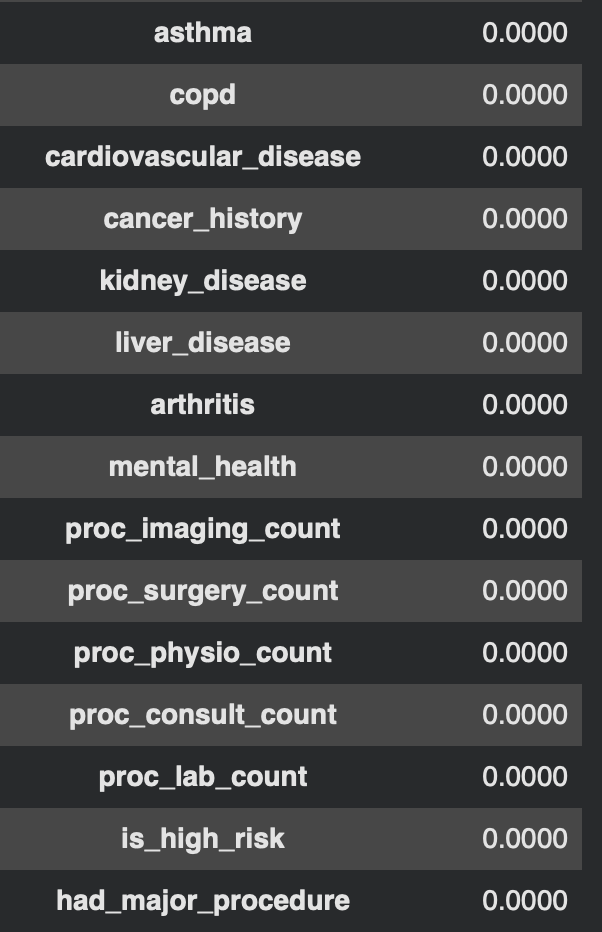 asthma 0.0000
copd 0.0000
cardiovascular_disease 0.0000
cancer_history 0.0000
kidney_disease 0.0000
liver_disease 0.0000
arthritis 0.0000
mental_health 0.0000
proc_imaging_count 0.0000
proc_surgery_count 0.0000
proc_physio_count 0.0000
proc_consult_count 0.0000
proc_lab_count 0.0000
is_high_risk 0.0000
had_major_procedure 0.0000